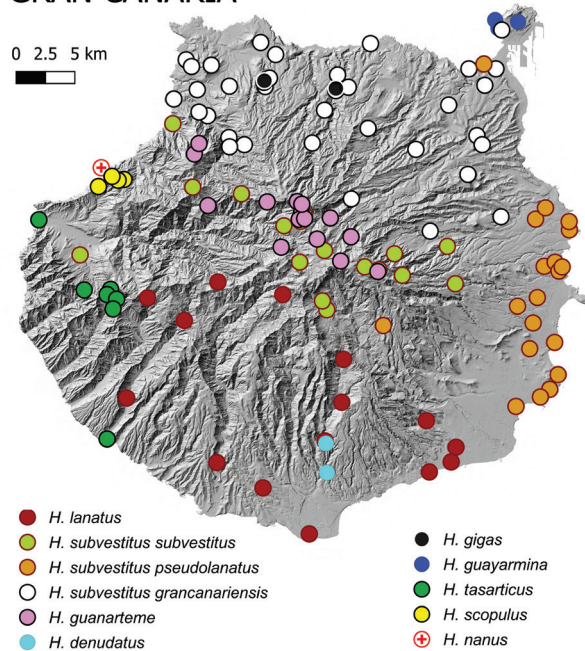 GRAN CANARIA
0 2.5 5 km
H. lanatus
H. subvestitus subvestitus
H. subvestitus pseudolanatus
H. subvestitus grancanariensis
H. guanarteme
H. denudatus
H. gigas
H. guayarmina
H. tasarticus
H. scopulus
H. nanus